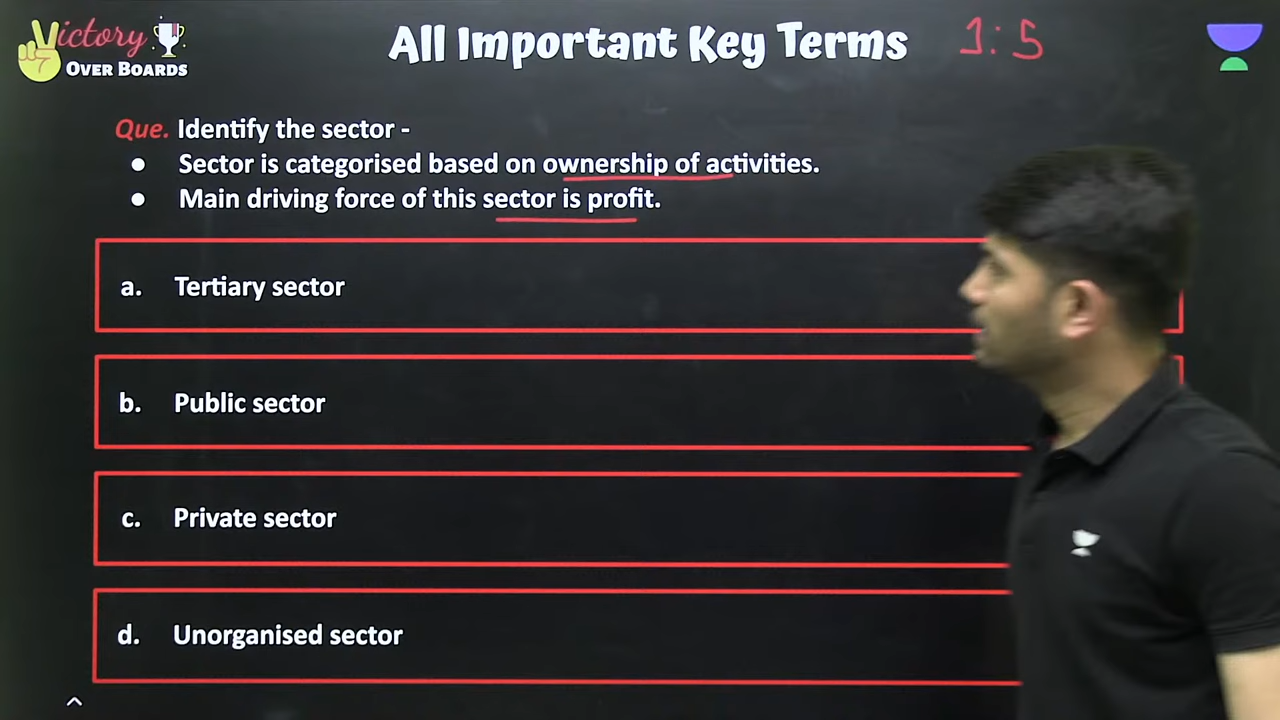 Victory
OVER BOARDS
All Important Key Terms
1:5
Que. Identify the sector -
● Sector is categorised based on ownership of activities.
● Main driving force of this sector is profit.
a. Tertiary sector
b. Public sector
c. Private sector
d. Unorganised sector